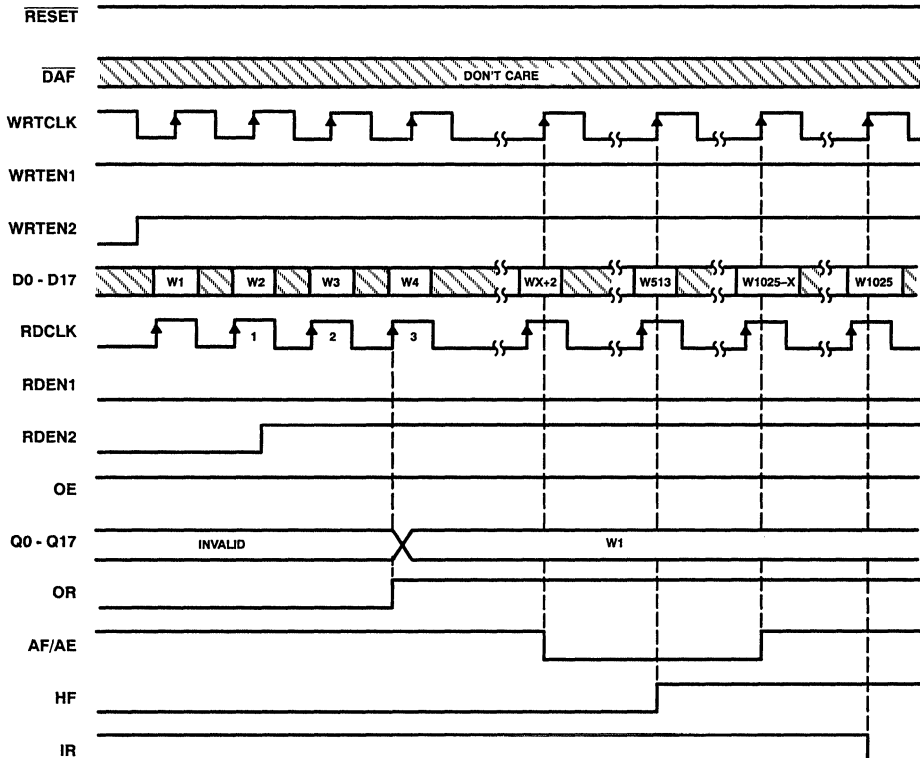 RESET
DAF
DON'T CARE
WRTCLK
WRTEN1
WRTEN2
D0 - D17
W1
W2
W3
W4
WX+2
W513
W1025–X
W1025
RDCLK
1
2
3
RDEN1
RDEN2
OE
Q0 - Q17
INVALID
W1
OR
AF/AE
HF
IR